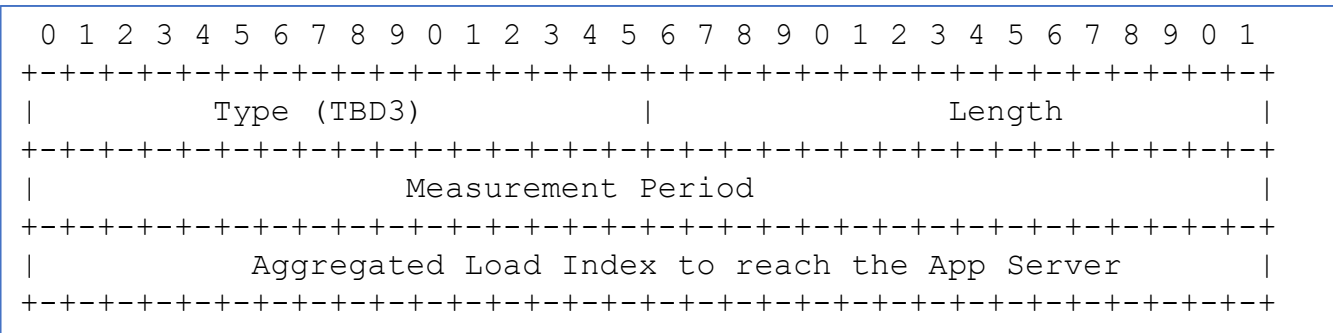 0 1 2 3 4 5 6 7 8 9 0 1 2 3 4 5 6 7 8 9 0 1 2 3 4 5 6 7 8 9 0 1
+-+-+-+-+-+-+-+-+-+-+-+-+-+-+-+-+-+-+-+-+-+-+-+-+-+-+-+-+-+-+-+-+
|         Type (TBD3)           |               Length          |
+-+-+-+-+-+-+-+-+-+-+-+-+-+-+-+-+-+-+-+-+-+-+-+-+-+-+-+-+-+-+-+-+
|                   Measurement Period                          |
+-+-+-+-+-+-+-+-+-+-+-+-+-+-+-+-+-+-+-+-+-+-+-+-+-+-+-+-+-+-+-+-+
|           Aggregated Load Index to reach the App Server       |
+-+-+-+-+-+-+-+-+-+-+-+-+-+-+-+-+-+-+-+-+-+-+-+-+-+-+-+-+-+-+-+-+